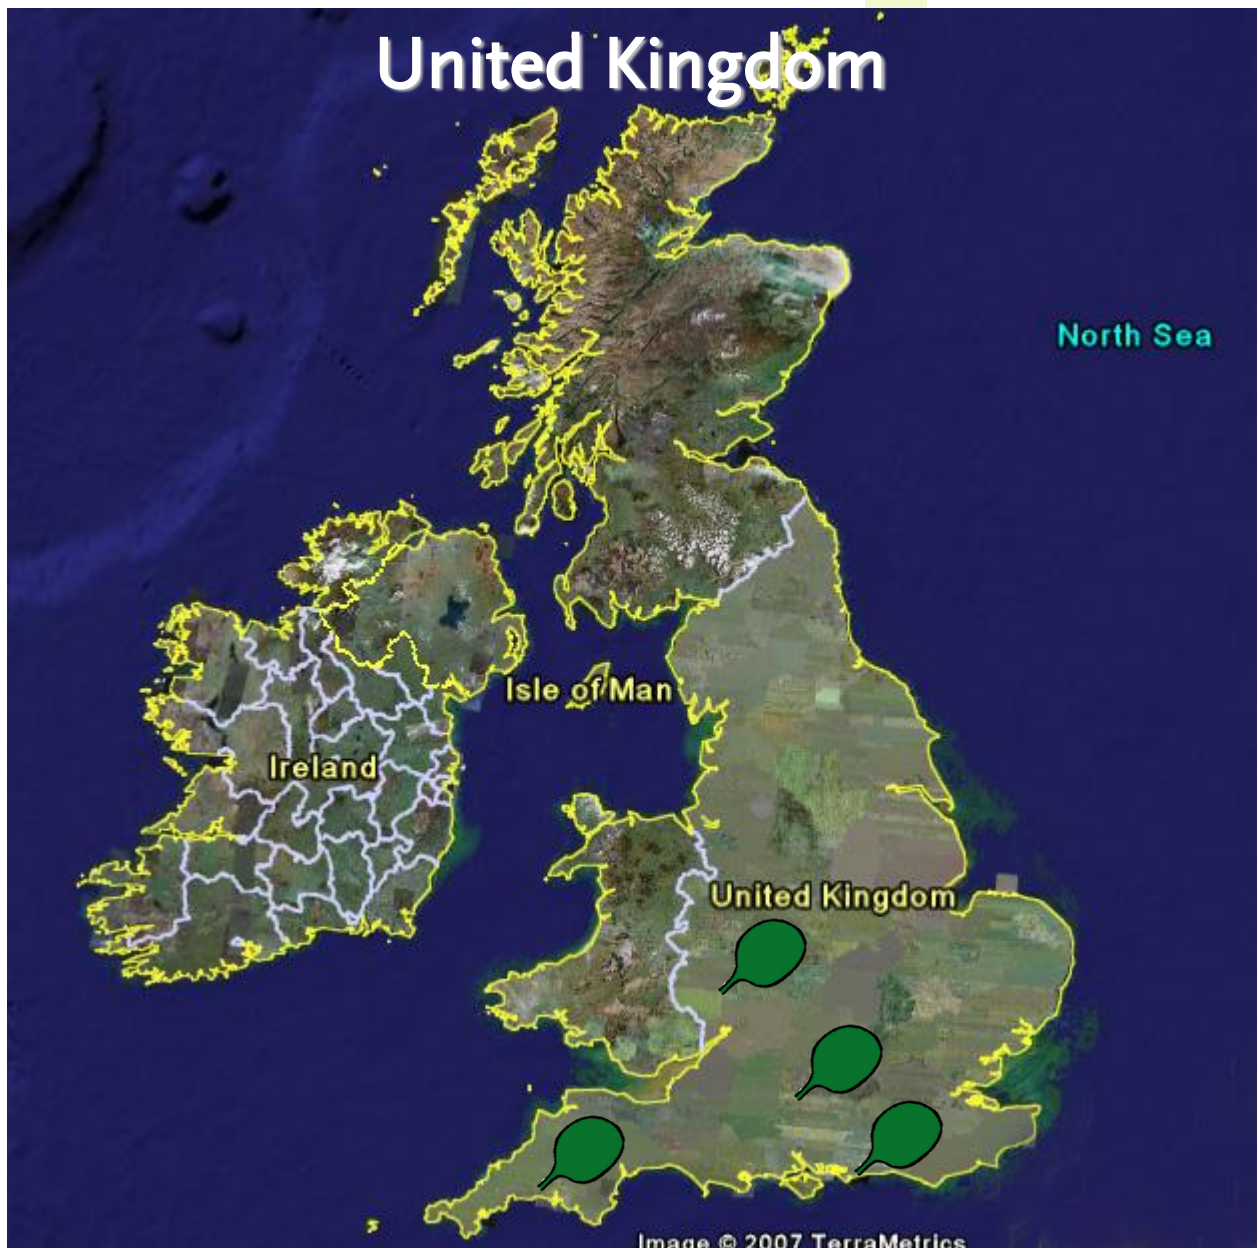 United Kingdom
North Sea
Isle of Man
Ireland
United Kingdom
Image © 2007 TerraMetrics